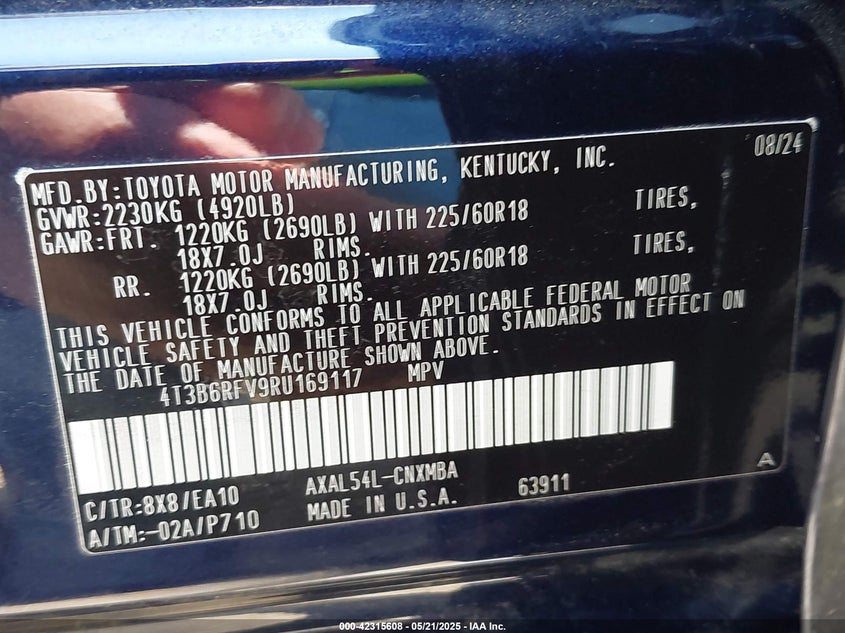 08/24
MFD.BY:TOYOTA MOTOR MANUFACTURING, KENTUCKY, INC.
GVWR:2230KG (4920LB)
GAWR:FRT. 1220KG (2690LB) WITH 225/60R18 TIRES,
18X7.0J RIMS.
RR. 1220KG (2690LB) WITH 225/60R18 TIRES,
18X7.0J RIMS.
THIS VEHICLE CONFORMS TO ALL APPLICABLE FEDERAL MOTOR
VEHICLE SAFETY AND THEFT PREVENTION STANDARDS IN EFFECT ON
THE DATE OF MANUFACTURE SHOWN ABOVE.
4T3B6RFV9RU169117 MPV
C/TR:8X8/EA10 AXAL54L-CNXMBA A
A/TM:-02A/P710 MADE IN U.S.A. 63911
000-42315608 - 05/21/2025 - IAA Inc.